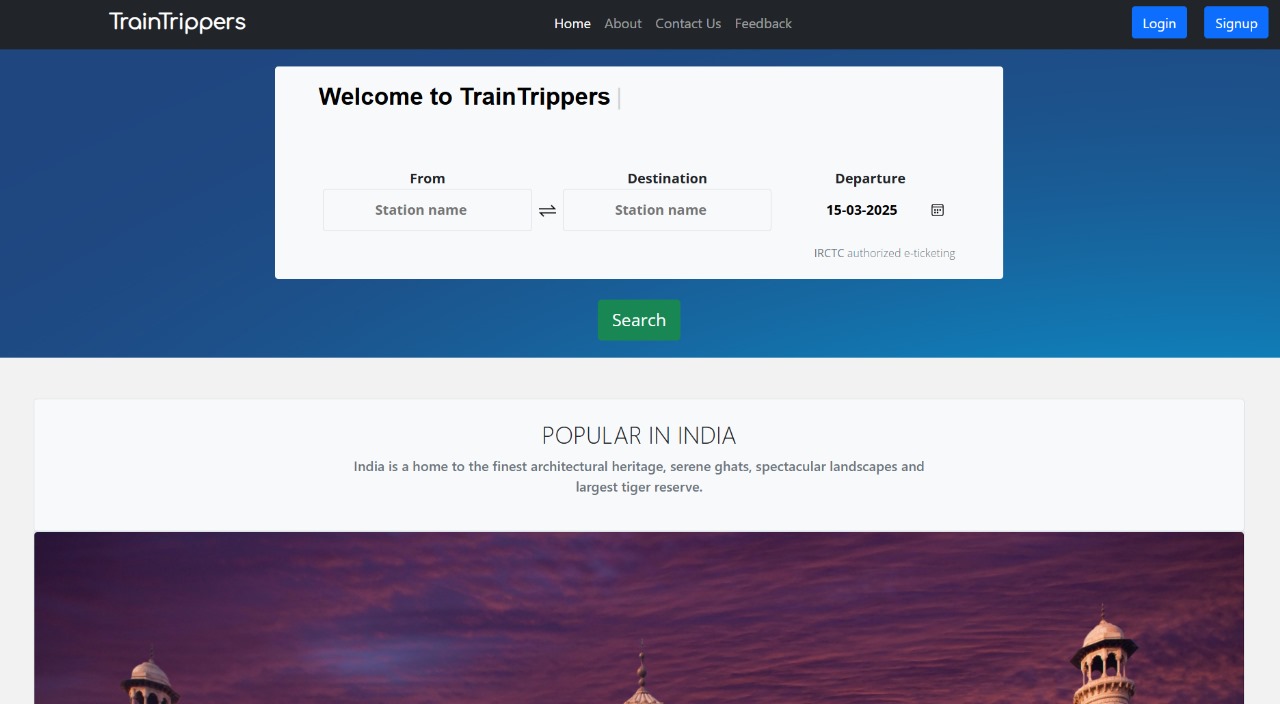 TrainTrippers
Home About Contact Us Feedback
Login Signup
Welcome to TrainTrippers |
From
Destination
Departure
Station name
Station name
15-03-2025
IRCTC authorized e-ticketing
Search
POPULAR IN INDIA
India is a home to the finest architectural heritage, serene ghats, spectacular landscapes and
largest tiger reserve.